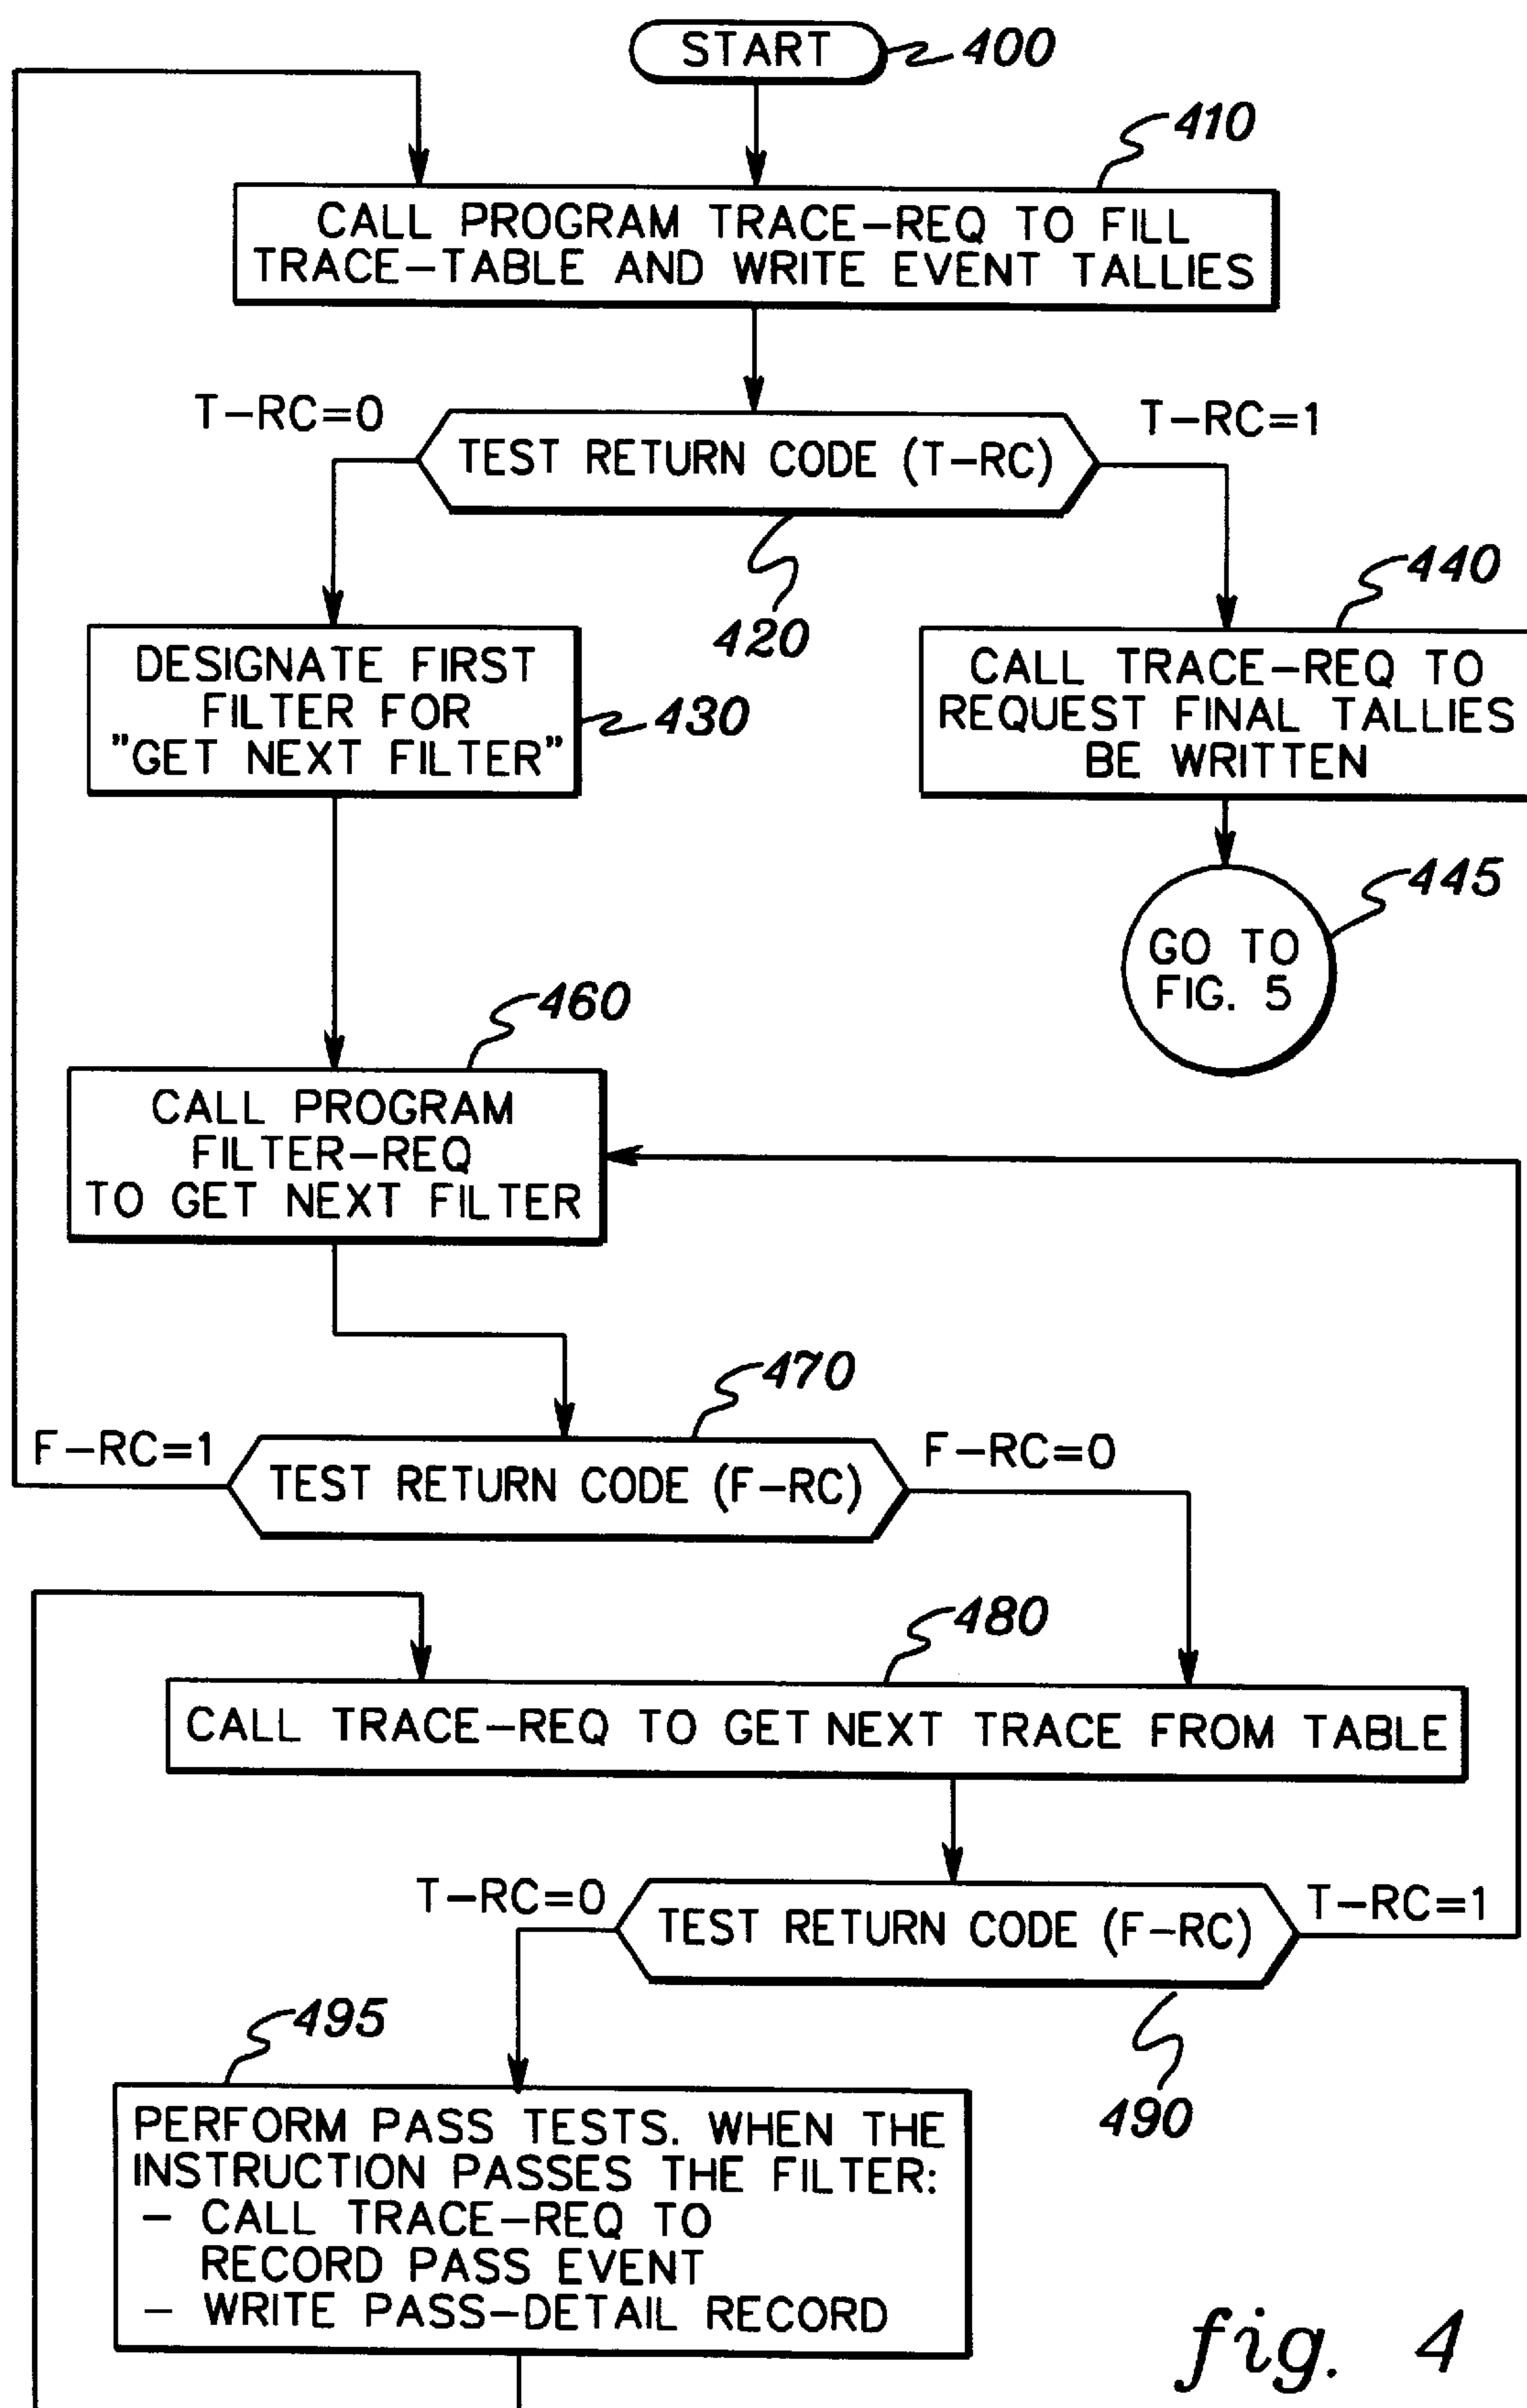 START
400
410
CALL PROGRAM TRACE-REQ TO FILL
TRACE-TABLE AND WRITE EVENT TALLIES
T-RC=0
T-RC=1
TEST RETURN CODE (T-RC)
420
440
DESIGNATE FIRST
FILTER FOR
"GET NEXT FILTER"
430
CALL TRACE-REQ TO
REQUEST FINAL TALLIES
BE WRITTEN
445
GO TO
FIG. 5
460
CALL PROGRAM
FILTER-REQ
TO GET NEXT FILTER
470
F-RC=1
F-RC=0
TEST RETURN CODE (F-RC)
480
CALL TRACE-REQ TO GET NEXT TRACE FROM TABLE
T-RC=0
T-RC=1
TEST RETURN CODE (F-RC)
490
495
PERFORM PASS TESTS. WHEN THE
INSTRUCTION PASSES THE FILTER:
- CALL TRACE-REQ TO
RECORD PASS EVENT
- WRITE PASS-DETAIL RECORD
fig. 4